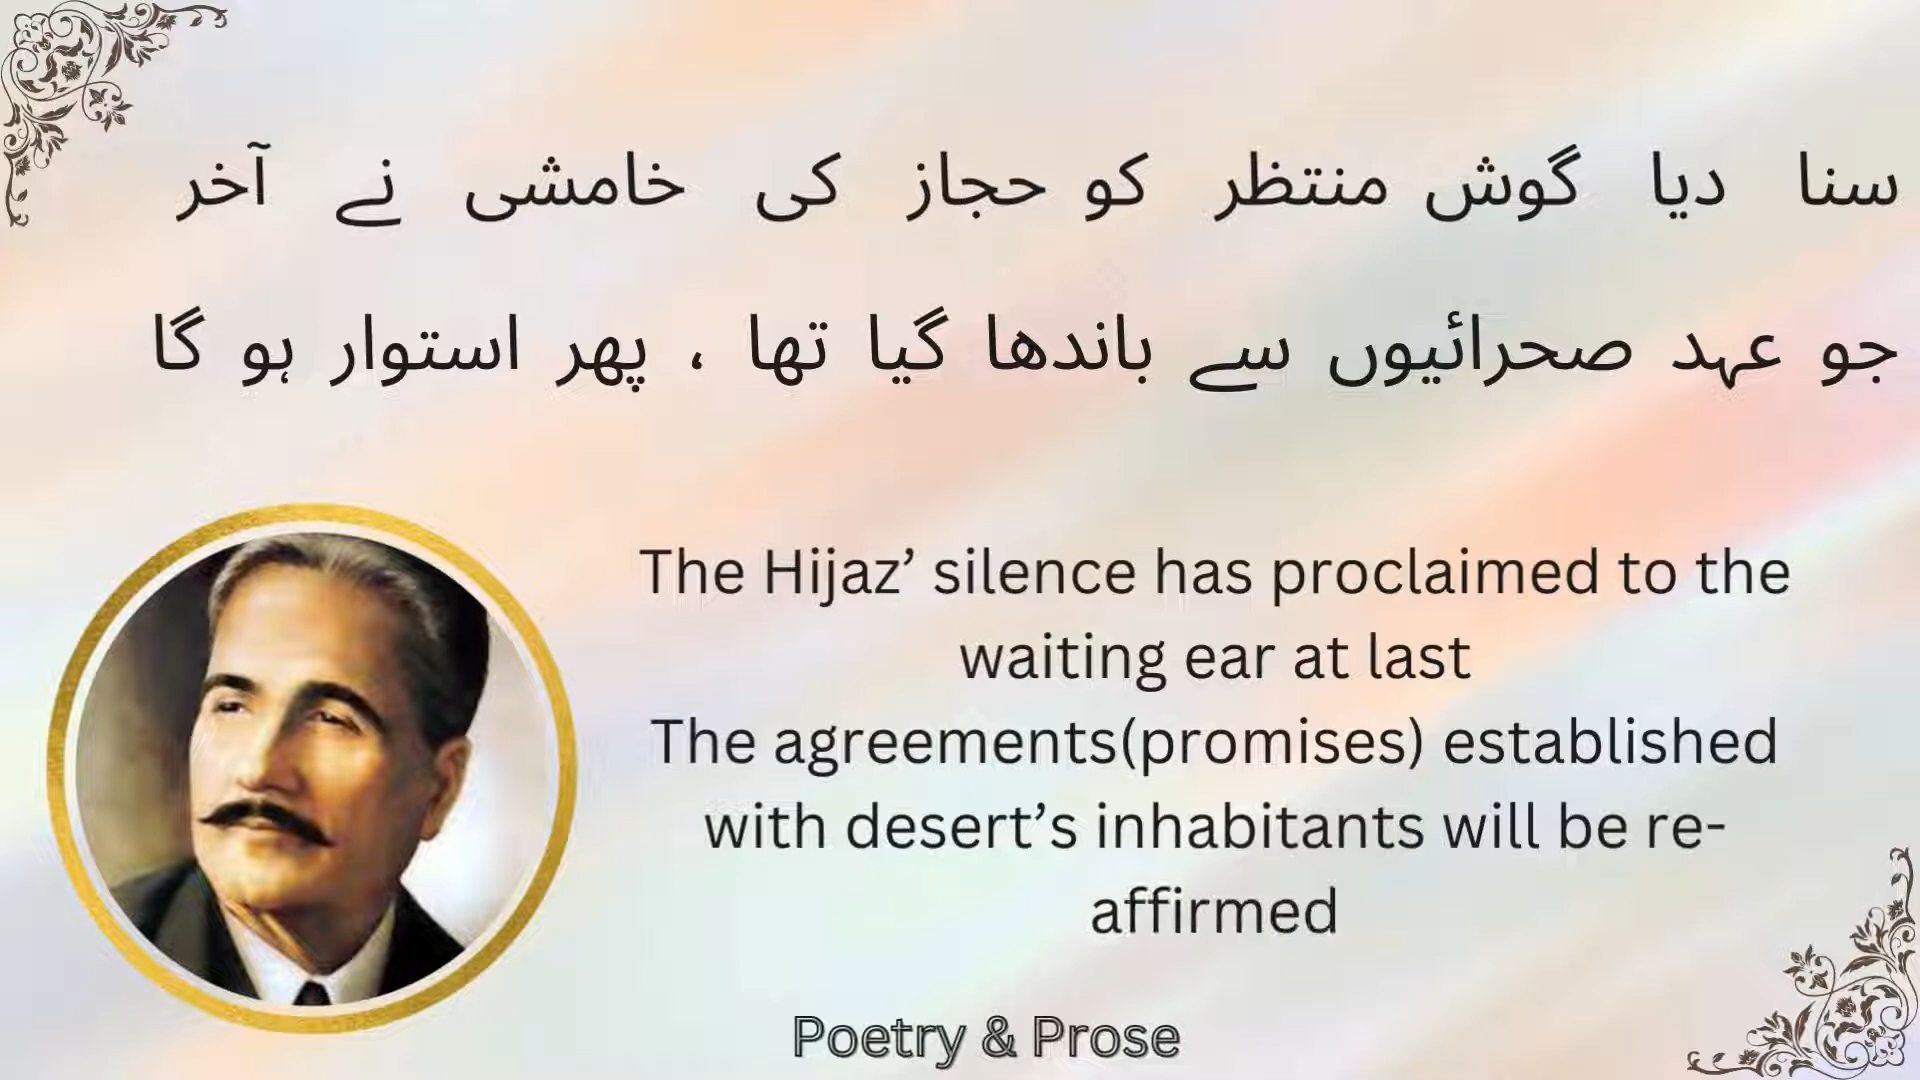 سنا دیا گوش منتظر کو حجاز کی خامشی نے آخر
جو عہد صحرائیوں سے باندھا گیا تھا ، پھر استوار ہو گا
The Hijaz’ silence has proclaimed to the
waiting ear at last
The agreements(promises) established
with desert’s inhabitants will be re-
affirmed
Poetry & Prose